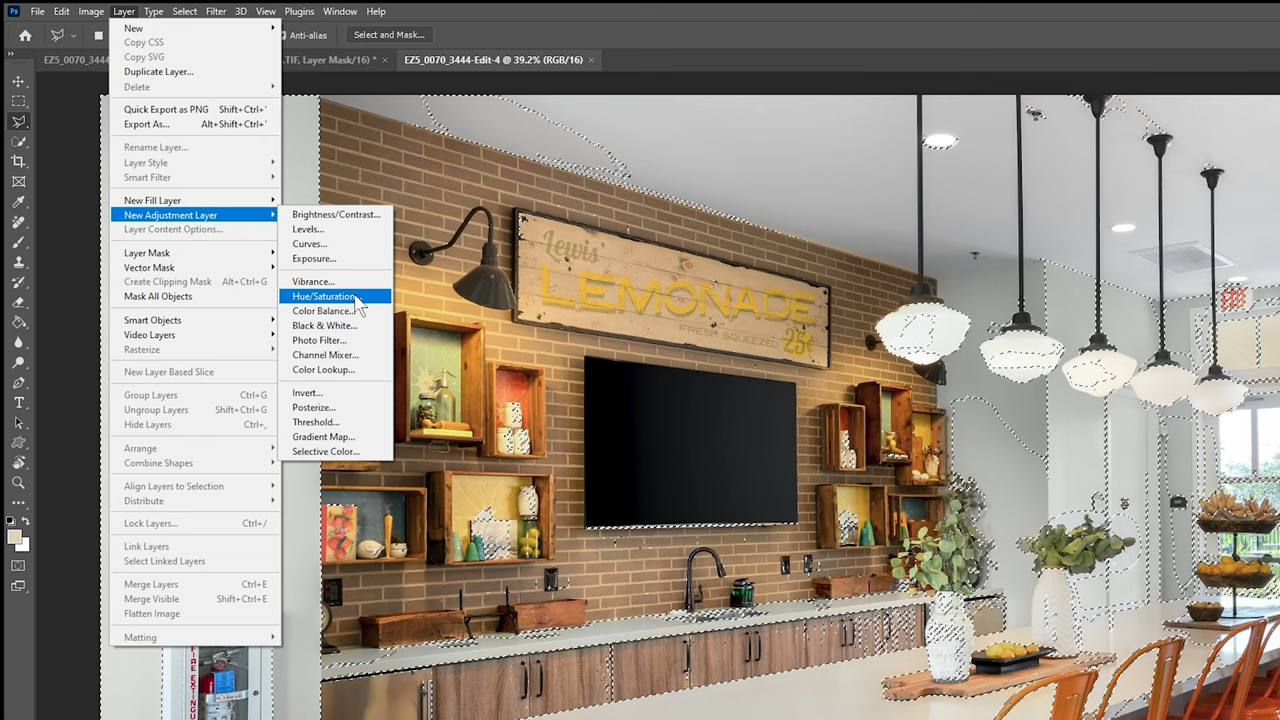 Ps File Edit Image Layer Type Select Filter 3D View Plugins Window Help
Anti-alias Select and Mask...
EZ5_0070_3444 .TIF, Layer Mask/16) * × EZ5_0070_3444-Edit-4 @ 39.2% (RGB/16) ×
New
Copy CSS
Copy SVG
Duplicate Layer...
Delete
Quick Export as PNG Shift+Ctrl+'
Export As... Alt+Shift+Ctrl+'
Rename Layer...
Layer Style
Smart Filter
New Fill Layer
New Adjustment Layer
Layer Content Options...
Layer Mask
Vector Mask
Create Clipping Mask Alt+Ctrl+G
Mask All Objects
Smart Objects
Video Layers
Rasterize
New Layer Based Slice
Group Layers Ctrl+G
Ungroup Layers Shift+Ctrl+G
Hide Layers Ctrl+,
Arrange
Combine Shapes
Align Layers to Selection
Distribute
Lock Layers... Ctrl+/
Link Layers
Select Linked Layers
Merge Layers Ctrl+E
Merge Visible Shift+Ctrl+E
Flatten Image
Matting
Brightness/Contrast...
Levels...
Curves...
Exposure...
Vibrance...
Hue/Saturation...
Color Balance...
Black & White...
Photo Filter...
Channel Mixer...
Color Lookup...
Invert...
Posterize...
Threshold...
Gradient Map...
Selective Color...
Lewis'
LEMONADE
FRESH SQUEEZED 25¢
EXIT
FIRE EXTING